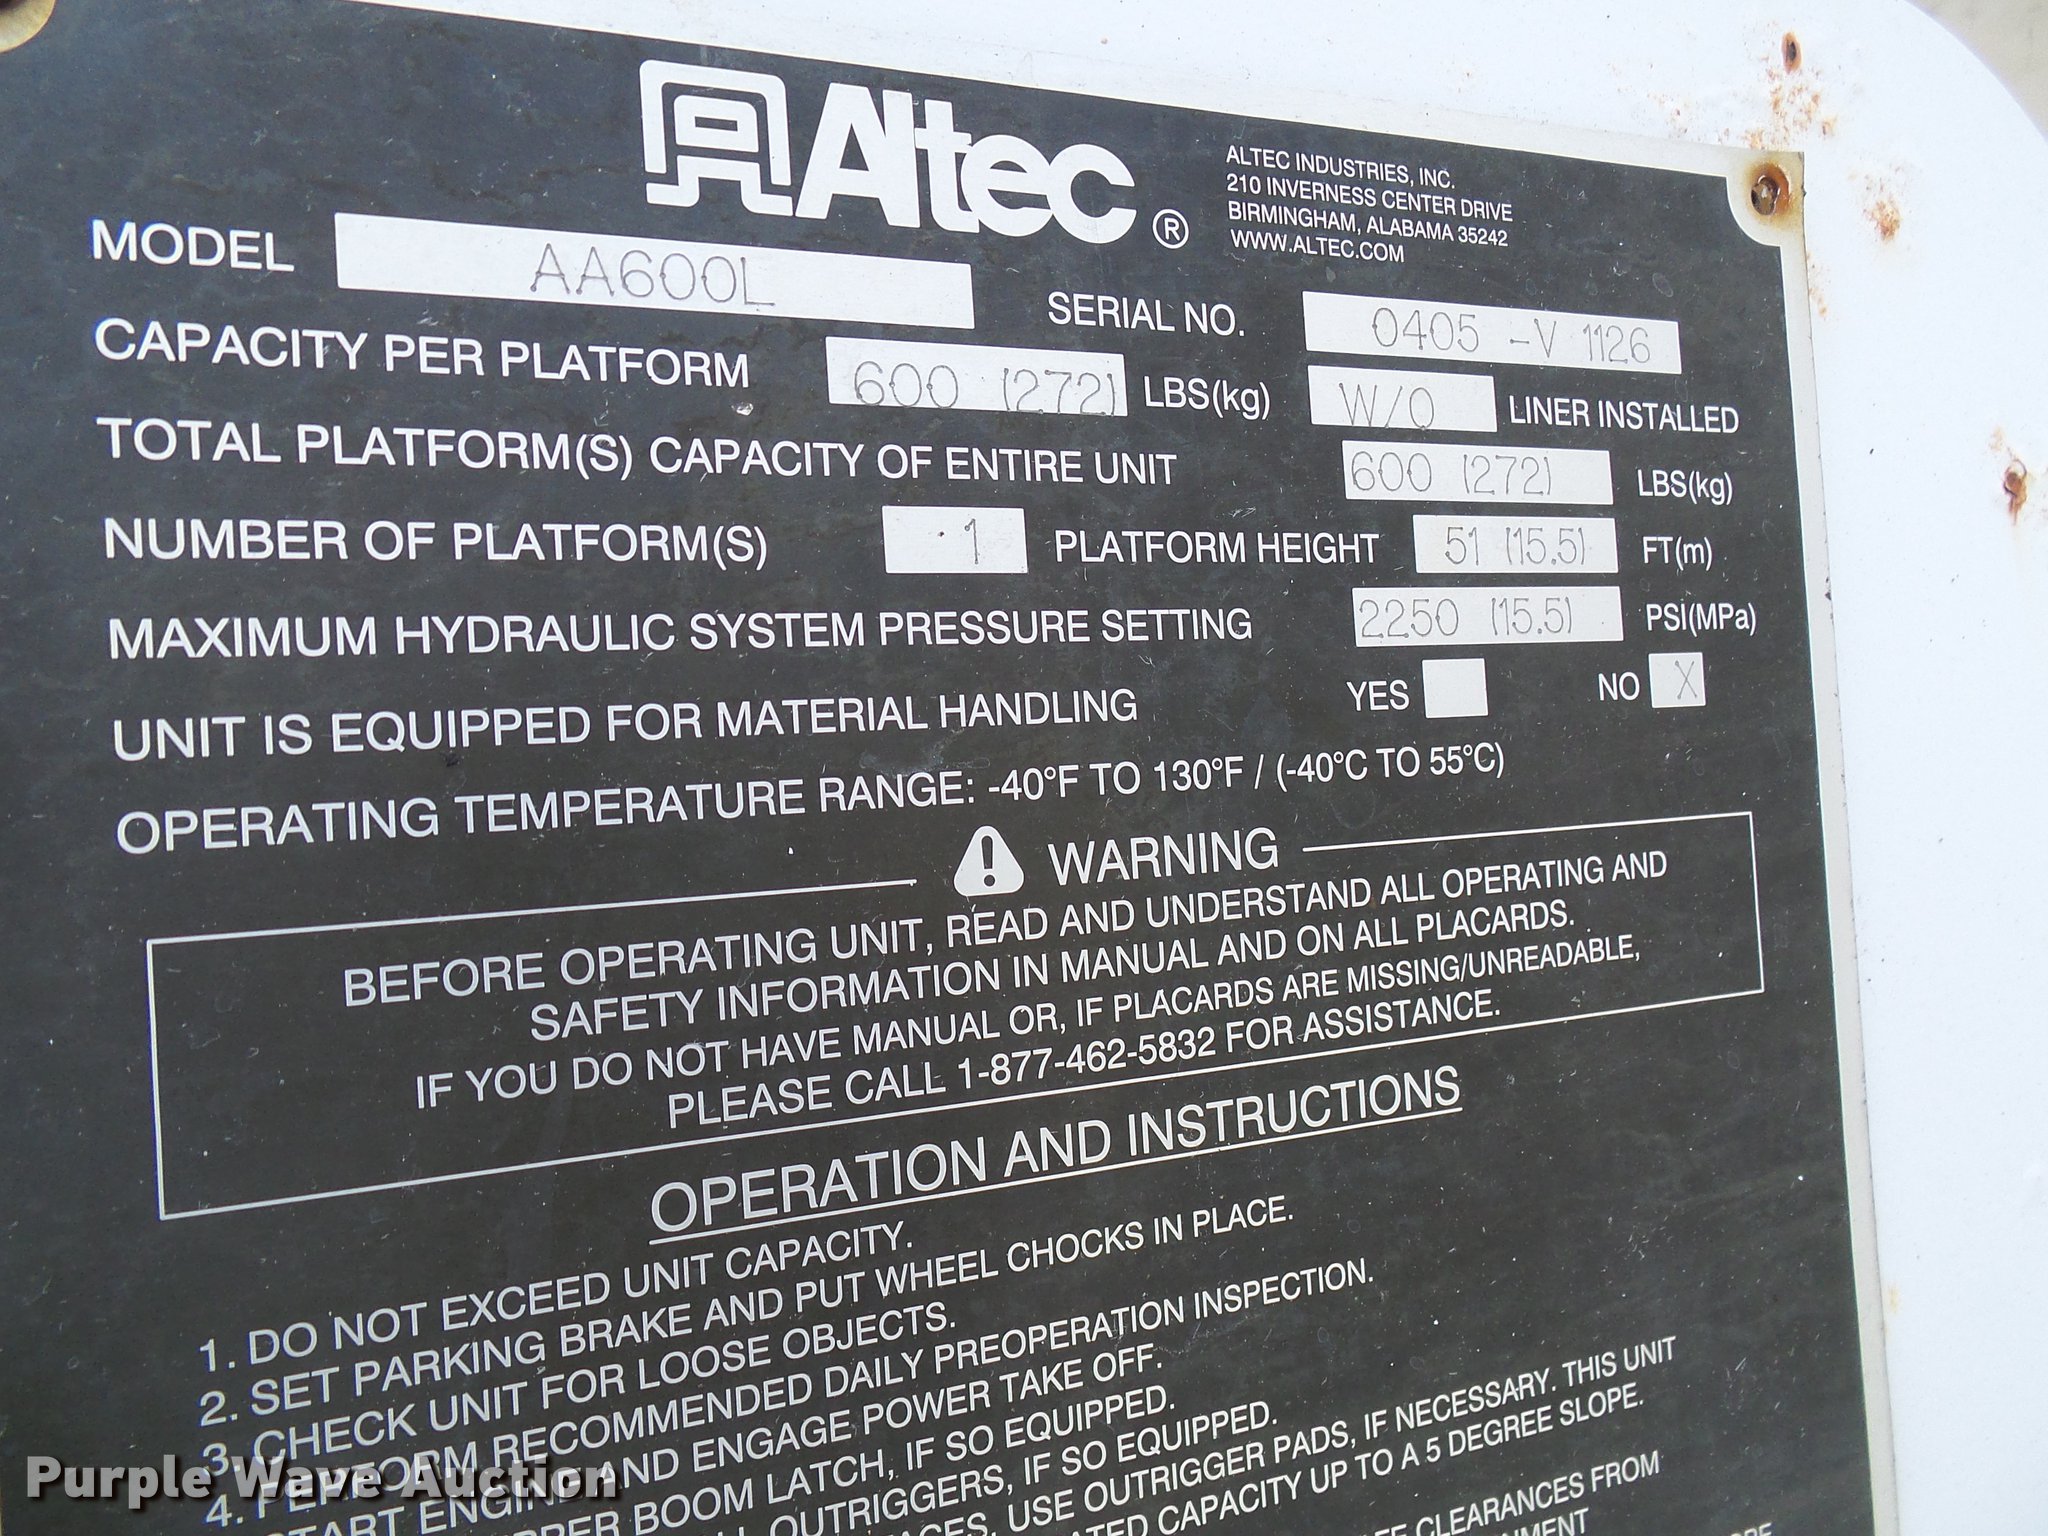 Altec®
ALTEC INDUSTRIES, INC.
210 INVERNESS CENTER DRIVE
BIRMINGHAM, ALABAMA 35242
WWW.ALTEC.COM
MODEL AA600L
SERIAL NO. 0405 -V 1126
CAPACITY PER PLATFORM 600 (272) LBS(kg) W/O LINER INSTALLED
TOTAL PLATFORM(S) CAPACITY OF ENTIRE UNIT 600 (272) LBS(kg)
NUMBER OF PLATFORM(S) 1 PLATFORM HEIGHT 51 (15.5) FT(m)
MAXIMUM HYDRAULIC SYSTEM PRESSURE SETTING 2250 (15.5) PSI(MPa)
UNIT IS EQUIPPED FOR MATERIAL HANDLING YES NO X
OPERATING TEMPERATURE RANGE: -40°F TO 130°F / (-40°C TO 55°C)
WARNING
BEFORE OPERATING UNIT, READ AND UNDERSTAND ALL OPERATING AND
SAFETY INFORMATION IN MANUAL AND ON ALL PLACARDS.
IF YOU DO NOT HAVE MANUAL OR, IF PLACARDS ARE MISSING/UNREADABLE,
PLEASE CALL 1-877-462-5832 FOR ASSISTANCE.
OPERATION AND INSTRUCTIONS
1. DO NOT EXCEED UNIT CAPACITY.
2. SET PARKING BRAKE AND PUT WHEEL CHOCKS IN PLACE.
3. CHECK UNIT FOR LOOSE OBJECTS.
4. PERFORM RECOMMENDED DAILY PREOPERATION INSPECTION.
START ENGINE AND ENGAGE POWER TAKE OFF.
BOOM LATCH, IF SO EQUIPPED.
OUTRIGGERS, IF SO EQUIPPED.
USE OUTRIGGER PADS, IF NECESSARY. THIS UNIT
CAPACITY UP TO A 5 DEGREE SLOPE.
CLEARANCES FROM
Purple Wave Auction